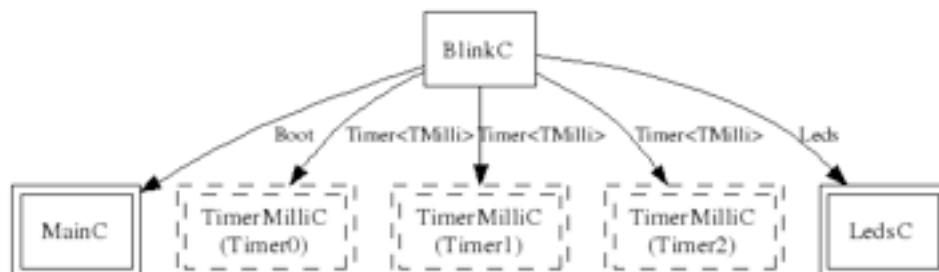 BlinkC
Boot Timer<TMilli> Timer<TMilli> Timer<TMilli> Leds
MainC
TimerMilliC
(Timer0)
TimerMilliC
(Timer1)
TimerMilliC
(Timer2)
LedsC